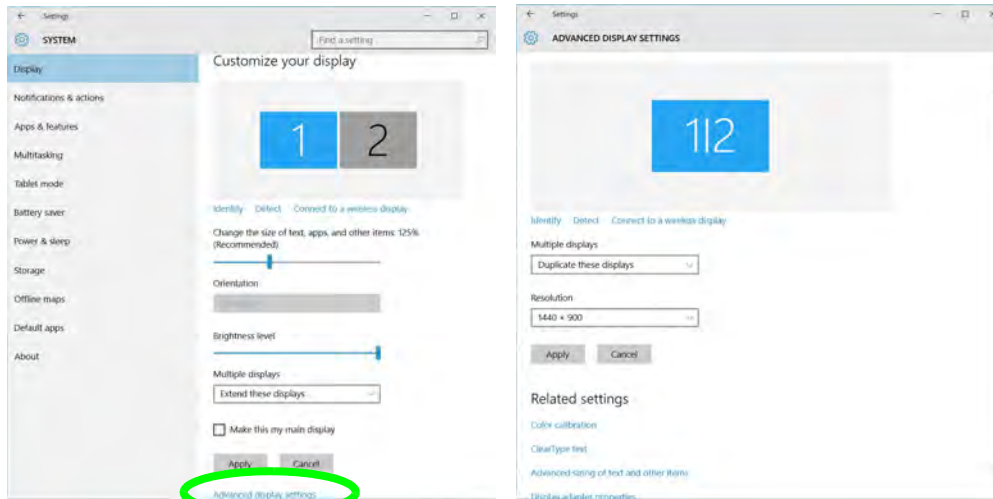 ← Settings
SYSTEM
Find a setting
Display
Notifications & actions
Apps & features
Multitasking
Tablet mode
Battery saver
Power & sleep
Storage
Offline maps
Default apps
About
Customize your display
1 2
Identify Detect Connect to a wireless display
Change the size of text, apps, and other items: 125%
(Recommended)
Orientation
Brightness level
Multiple displays
Extend these displays
Make this my main display
Apply Cancel
Advanced display settings
← Settings
ADVANCED DISPLAY SETTINGS
1|2
Identify Detect Connect to a wireless display
Multiple displays
Duplicate these displays
Resolution
1440 × 900
Apply Cancel
Related settings
Color calibration
ClearType text
Advanced sizing of text and other items
Display adapter properties